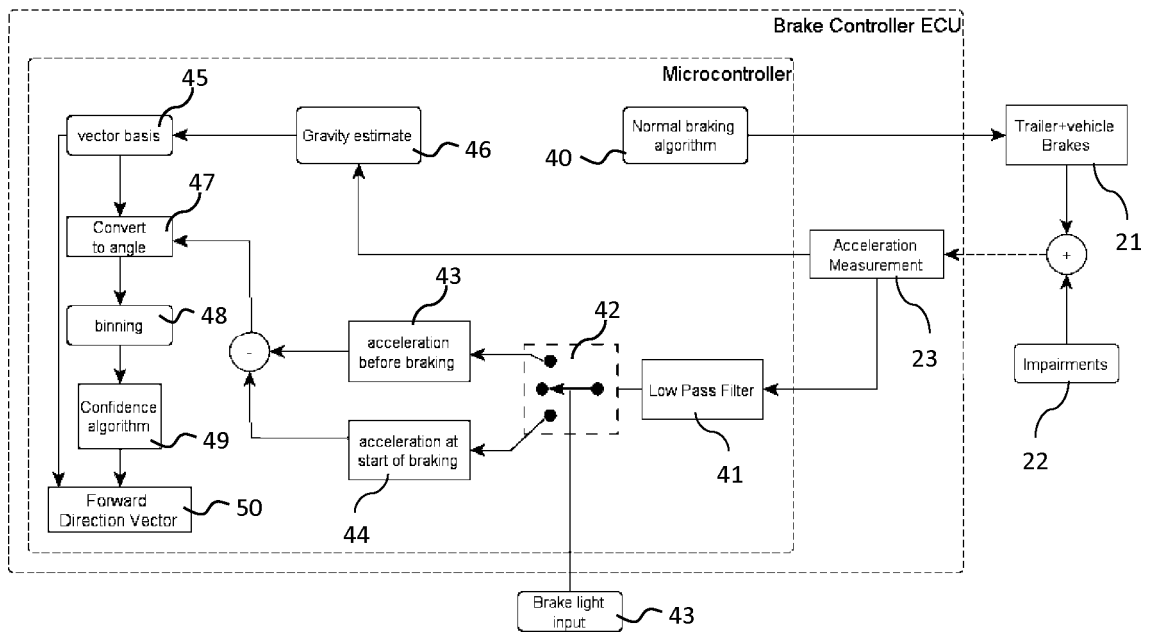 Brake Controller ECU
Microcontroller
45
vector basis
Gravity estimate
46
Normal braking
algorithm
40
Trailer+vehicle
Brakes
21
47
Convert
to angle
Acceleration
Measurement
23
+
43
acceleration
before braking
42
48
binning
-
Low Pass Filter
41
Impairments
22
Confidence
algorithm
49
acceleration at
start of braking
44
Forward
Direction Vector
50
Brake light
input
43